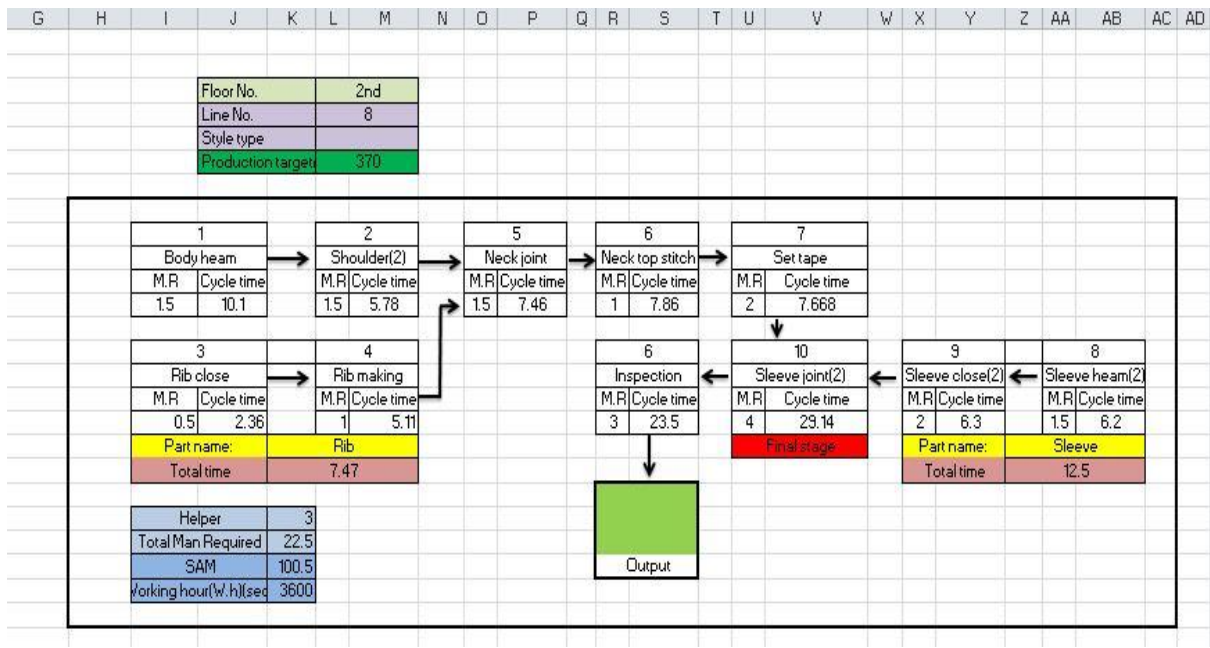 G H I J K L M N O P Q R S T U V W X Y Z AA AB AC AD
Floor No. 2nd
Line No. 8
Style type
Production targeti 370
1 2 5 6 7
Body heam Shoulder(2) Neck joint Neck top stitch Set tape
M.R Cycle time M.R Cycle time M.R Cycle time M.R Cycle time M.R Cycle time
1.5 10.1 1.5 5.78 1.5 7.46 1 7.86 2 7.668
3 4 6 10 9 8
Rib close Rib making Inspection Sleeve joint(2) Sleeve close(2) Sleeve heam(2)
M.R Cycle time M.R Cycle time M.R Cycle time M.R Cycle time M.R Cycle time M.R Cycle time
0.5 2.36 1 5.11 3 23.5 4 29.14 2 6.3 1.5 6.2
Part name: Rib Final stage Part name: Sleeve
Total time 7.47 Total time 12.5
Helper 3
Total Man Required 22.5
SAM 100.5
Working hour(W.h)(sec 3600
Output